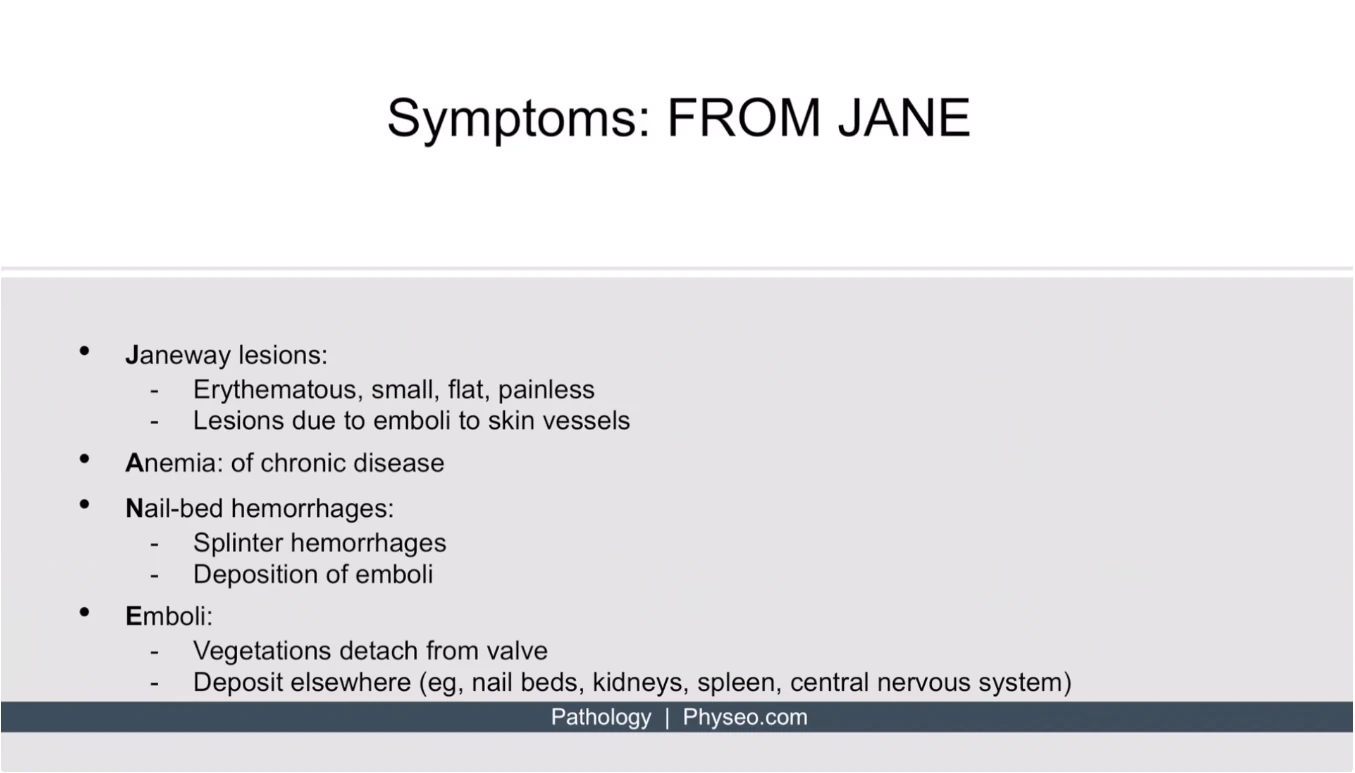 Symptoms: FROM JANE
• Janeway lesions:
- Erythematous, small, flat, painless
- Lesions due to emboli to skin vessels
• Anemia: of chronic disease
• Nail-bed hemorrhages:
- Splinter hemorrhages
- Deposition of emboli
• Emboli:
- Vegetations detach from valve
- Deposit elsewhere (eg, nail beds, kidneys, spleen, central nervous system)
Pathology | Physeo.com